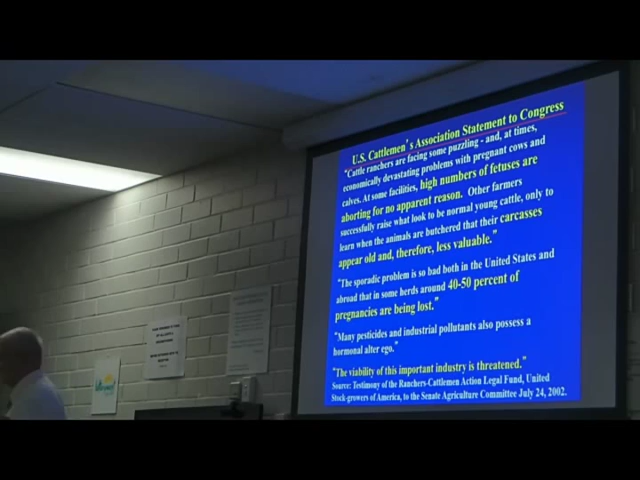 U.S. Cattlemen's Association Statement to Congress
"Cattle ranchers are facing some puzzling - and, at times,
economically devastating problems with pregnant cows and
calves. At some facilities, high numbers of fetuses are
aborting for no apparent reason. Other farmers
successfully raise what look to be normal young cattle, only to
learn when the animals are butchered that their carcasses
appear old and, therefore, less valuable."
"The sporadic problem is so bad both in the United States and
abroad that in some herds around 40-50 percent of
pregnancies are being lost."
"Many pesticides and industrial pollutants also possess a
hormonal alter ego."
"The viability of this important industry is threatened."
Source: Testimony of the Ranchers-Cattlemen Action Legal Fund, United
Stock-growers of America, to the Senate Agriculture Committee July 24, 2002.